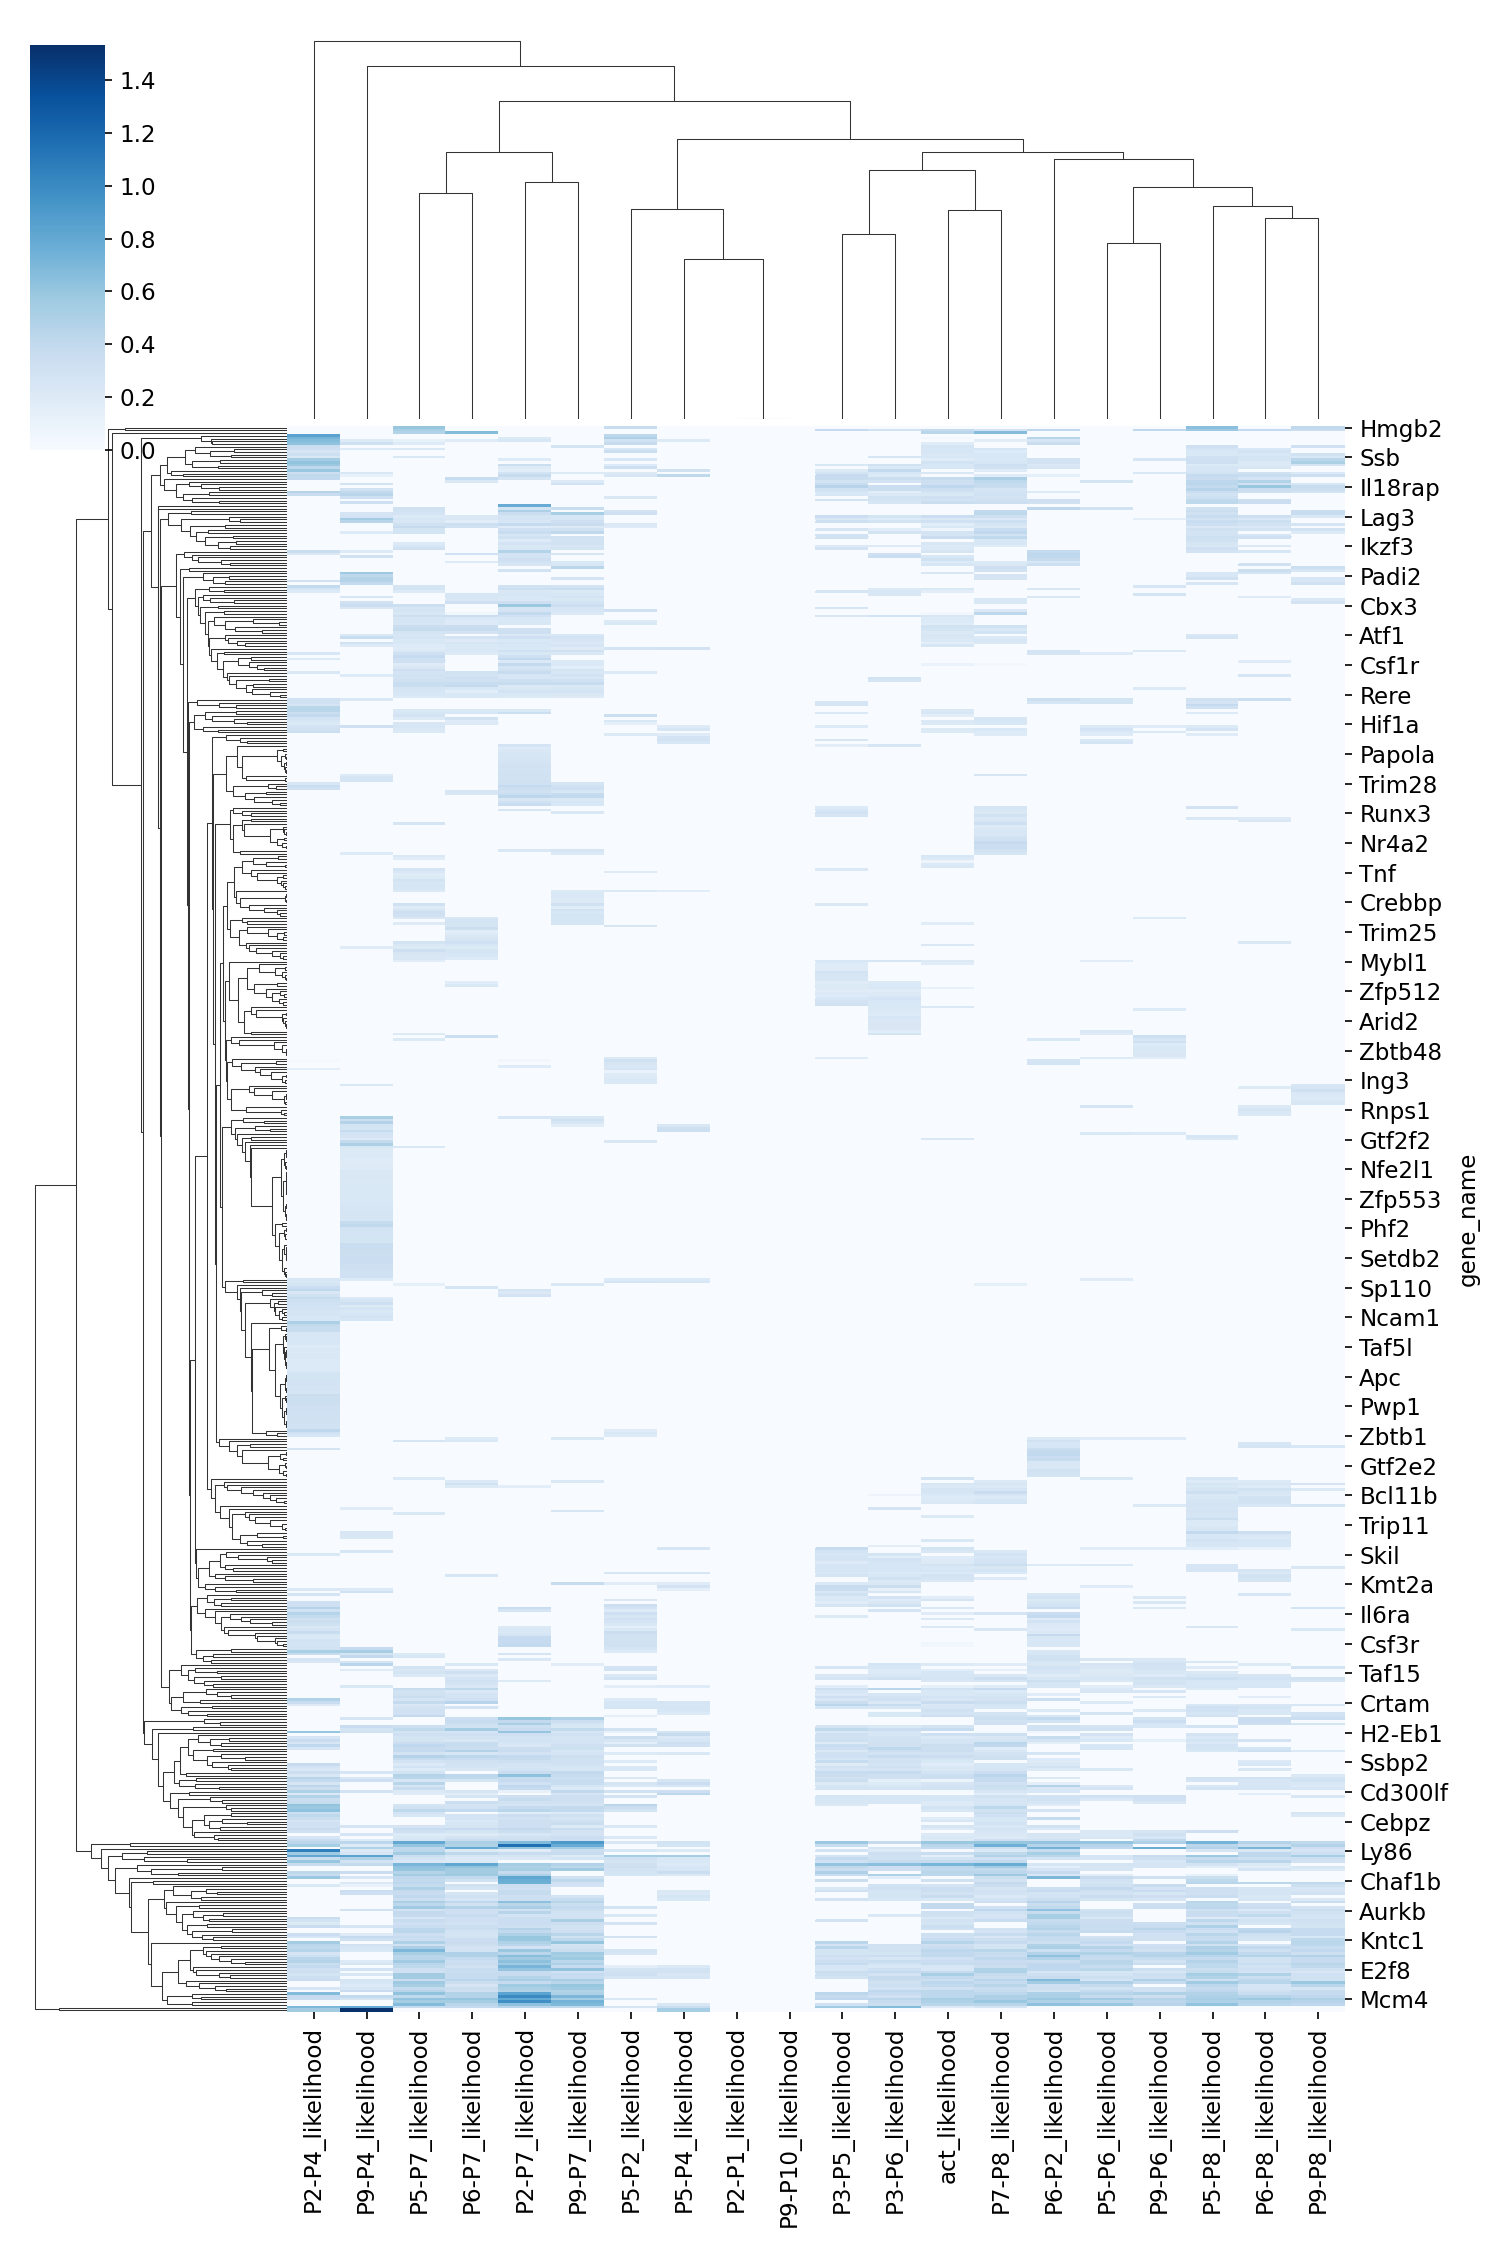 1.4
1.2
1.0
0.8
0.6
0.4
0.2
0.0
Hmgb2
Ssb
Il18rap
Lag3
Ikzf3
Padi2
Cbx3
Atf1
Csf1r
Rere
Hif1a
Papola
Trim28
Runx3
Nr4a2
Tnf
Crebbp
Trim25
Mybl1
Zfp512
Arid2
Zbtb48
Ing3
Rnps1
Gtf2f2
Nfe2l1
Zfp553
Phf2
Setdb2
Sp110
Ncam1
Taf5l
Apc
Pwp1
Zbtb1
Gtf2e2
Bcl11b
Trip11
Skil
Kmt2a
Il6ra
Csf3r
Taf15
Crtam
H2-Eb1
Ssbp2
Cd300lf
Cebpz
Ly86
Chaf1b
Aurkb
Kntc1
E2f8
Mcm4
gene_name
P2-P4_likelihood
P9-P4_likelihood
P5-P7_likelihood
P6-P7_likelihood
P2-P7_likelihood
P9-P7_likelihood
P5-P2_likelihood
P5-P4_likelihood
P2-P1_likelihood
P9-P10_likelihood
P3-P5_likelihood
P3-P6_likelihood
act_likelihood
P7-P8_likelihood
P6-P2_likelihood
P5-P6_likelihood
P9-P6_likelihood
P5-P8_likelihood
P6-P8_likelihood
P9-P8_likelihood